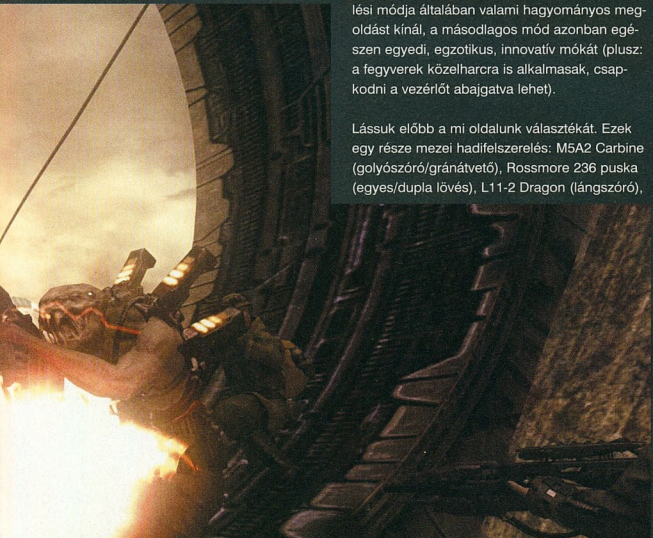 lési módja általában valami hagyományos meg-
oldást kínál, a másodlagos mód azonban egé-
szen egyedi, egzotikus, innovatív mókát (plusz:
a fegyverek közelharcra is alkalmasak, csap-
kodni a vezérlőt abajgatva lehet).
Lássuk előbb a mi oldalunk választékát. Ezek
egy része mezei hadifelszerelés: M5A2 Carbine
(golyószóró/gránátvető), Rossmore 236 puska
(egyes/dupla lövés), L11-2 Dragon (lángszóró),